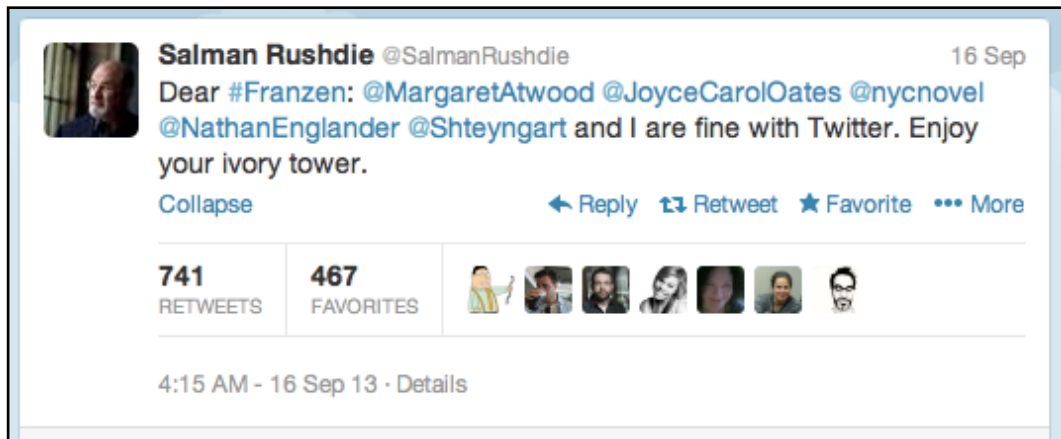 Salman Rushdie @SalmanRushdie 16 Sep
Dear #Franzen: @MargaretAtwood @JoyceCarolOates @nycnovel
@NathanEnglander @Shteyngart and I are fine with Twitter. Enjoy
your ivory tower.
Collapse Reply Retweet Favorite ••• More
741 467
RETWEETS FAVORITES
4:15 AM - 16 Sep 13 · Details